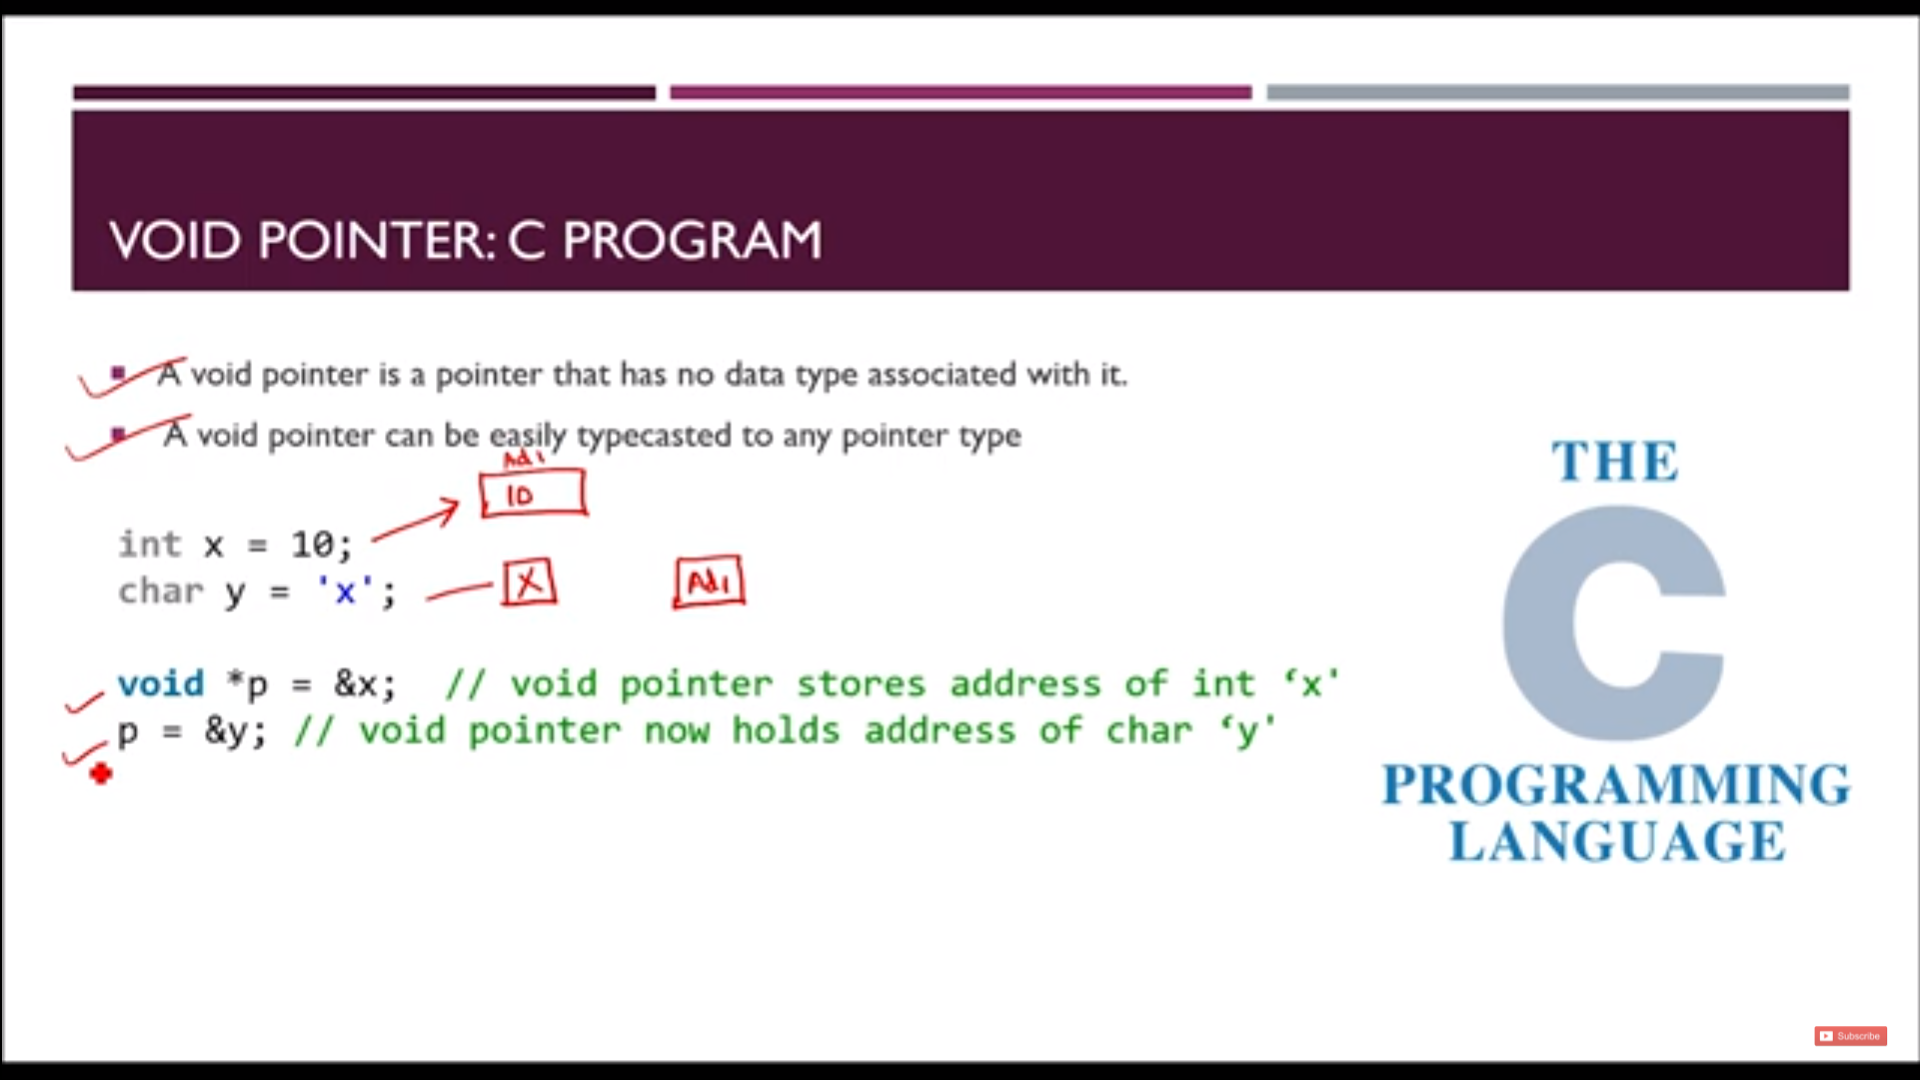 VOID POINTER: C PROGRAM
A void pointer is a pointer that has no data type associated with it.
A void pointer can be easily typecasted to any pointer type
Ad1
10
int x = 10;
char y = 'x';
X
Ad1
void *p = &x; // void pointer stores address of int ‘x'
p = &y; // void pointer now holds address of char ‘y'
THE
C
PROGRAMMING
LANGUAGE
Subscribe